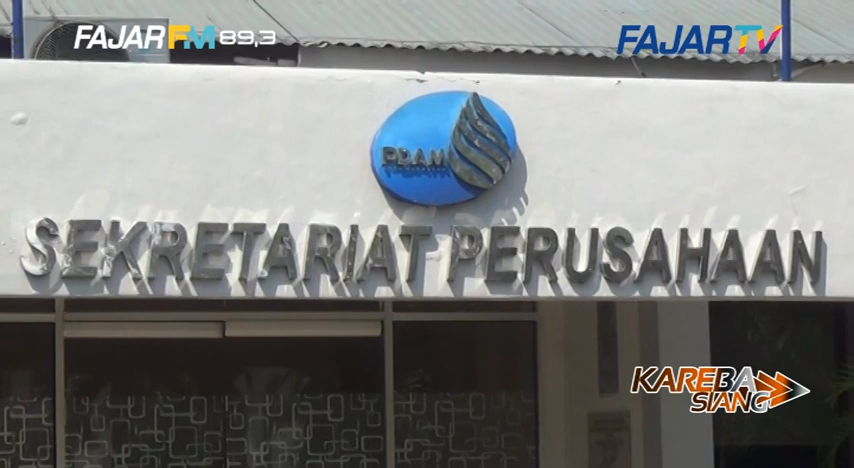 FAJAR FM 89,3
FAJAR TV
PDAM
SEKRETARIAT PERUSAHAAN
KAREBA
SIANG